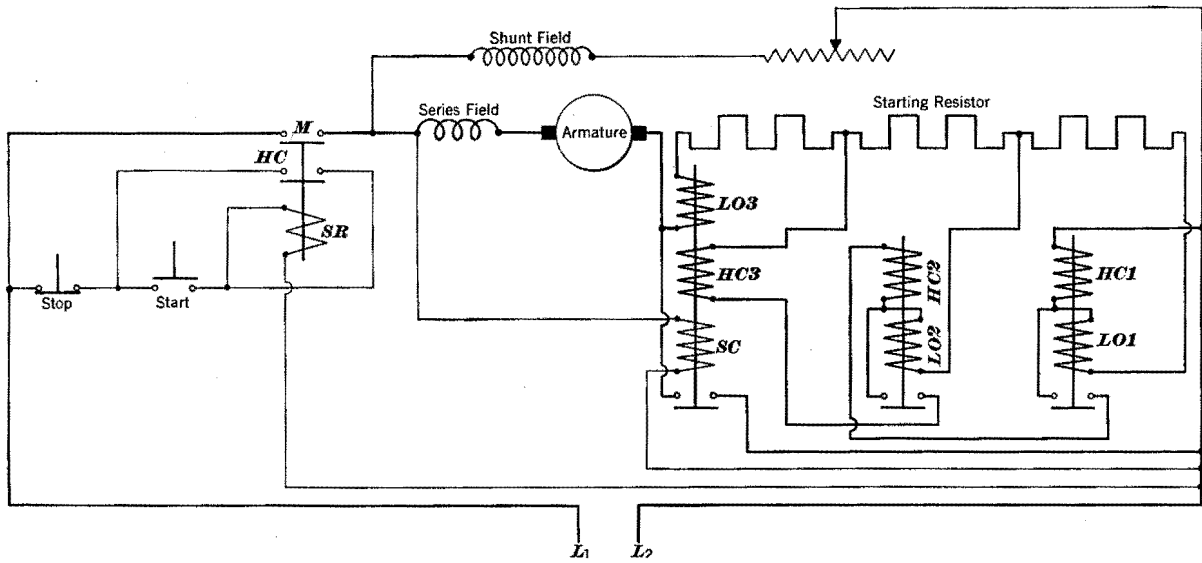 Shunt Field
Series Field
Armature
Starting Resistor
M
HC
SR
Stop
Start
LO3
HC3
SC
HC2
LO2
HC1
LO1
L1
L2